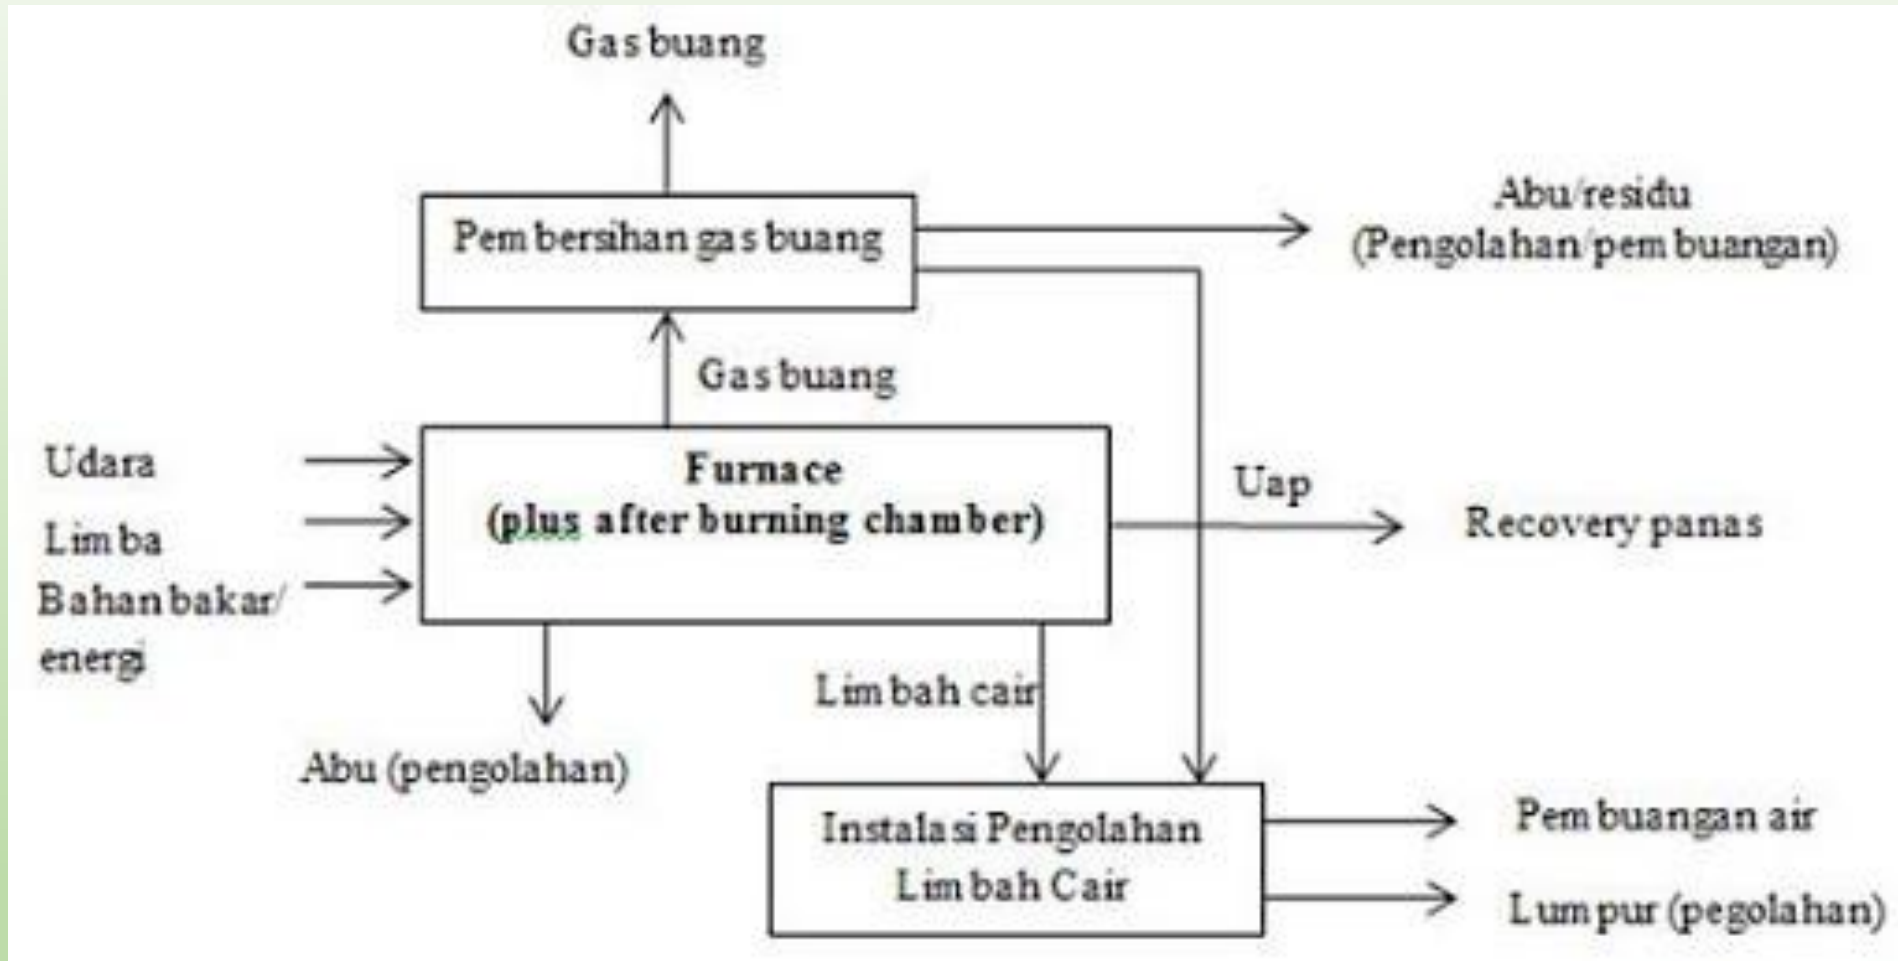 Gas buang
Pembersihan gas buang
Abu/residu
(Pengolahan/pembuangan)
Gas buang
Udara
Limba
Bahan bakar/
energi
Furnace
(plus after burning chamber)
Uap
Recovery panas
Limbah cair
Abu (pengolahan)
Instalasi Pengolahan
Limbah Cair
Pembuangan air
Lumpur (pegolahan)